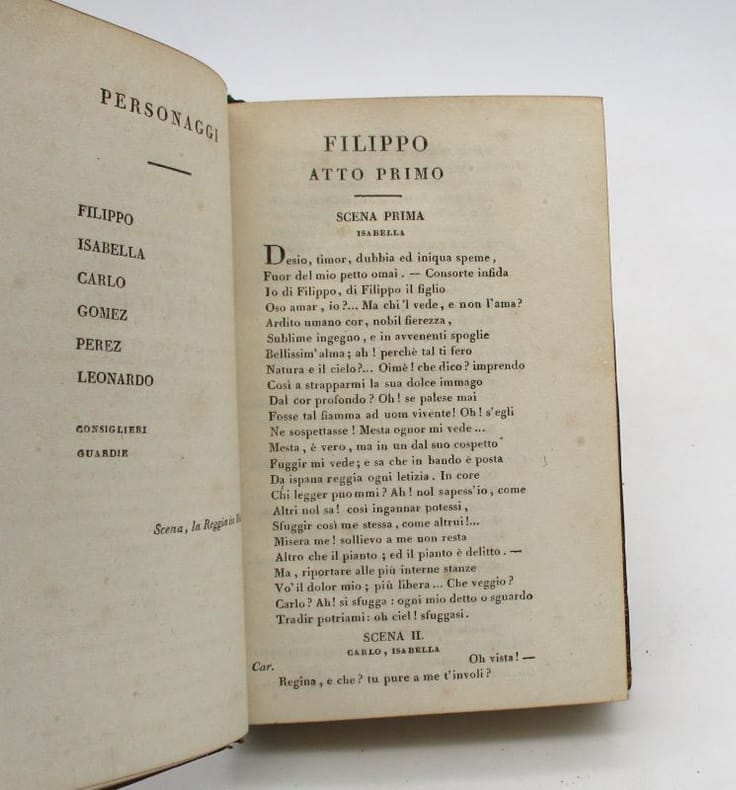 PERSONAGGI
FILIPPO
ISABELLA
CARLO
GOMEZ
PEREZ
LEONARDO
CONSIGLIERI
GUARDIE
Scena, la Reggia in
FILIPPO
ATTO PRIMO
SCENA PRIMA
ISABELLA
Desio, timor, dubbia ed iniqua speme,
Fuor del mio petto omai. — Consorte infida
Io di Filippo, di Filippo il figlio
Oso amar, io?... Ma chi'l vede, e non l'ama?
Ardito umano cor, nobil fierezza,
Sublime ingegno, e in avvenenti spoglie
Bellissim'alma; ah! perchè tal ti fero
Natura e il cielo?... Oimè! che dico? imprendo
Così a strapparmi la sua dolce immago
Dal cor profondo? Oh! se palese mai
Fosse tal fiamma ad uom vivente! Oh! s'egli
Ne sospettasse! Mesta ognor mi vede...
Mesta, è vero, ma in un dal suo cospetto
Fuggir mi vede; e sa che in bando è posta
Da ispana reggia ogni letizia. In core
Chi legger puommi? Ah! nol sapess'io, come
Altri nol sa! così ingannar potessi,
Sfuggir così me stessa, come altrui!...
Misera me! sollievo a me non resta
Altro che il pianto; ed il pianto è delitto. —
Ma, riportare alle più interne stanze
Vo'il dolor mio; più libera... Che veggio?
Carlo? Ah! si sfugga: ogni mio detto o sguardo
Tradir potriami: oh ciel! sfuggasi.
SCENA II.
CARLO, ISABELLA
Car. Oh vista! —
Regina, e che? tu pure a me t'involi?